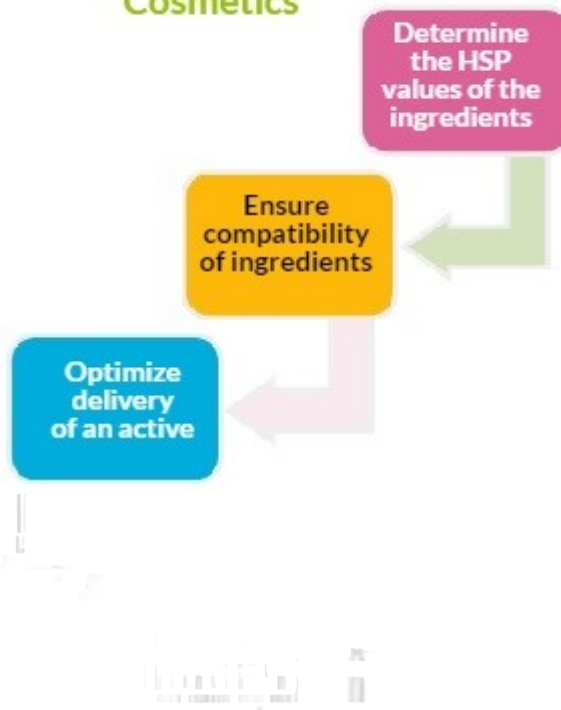 Cosmetics
Determine
the HSP
values of the
ingredients
Ensure
compatibility
of ingredients
Optimize
delivery
of an active